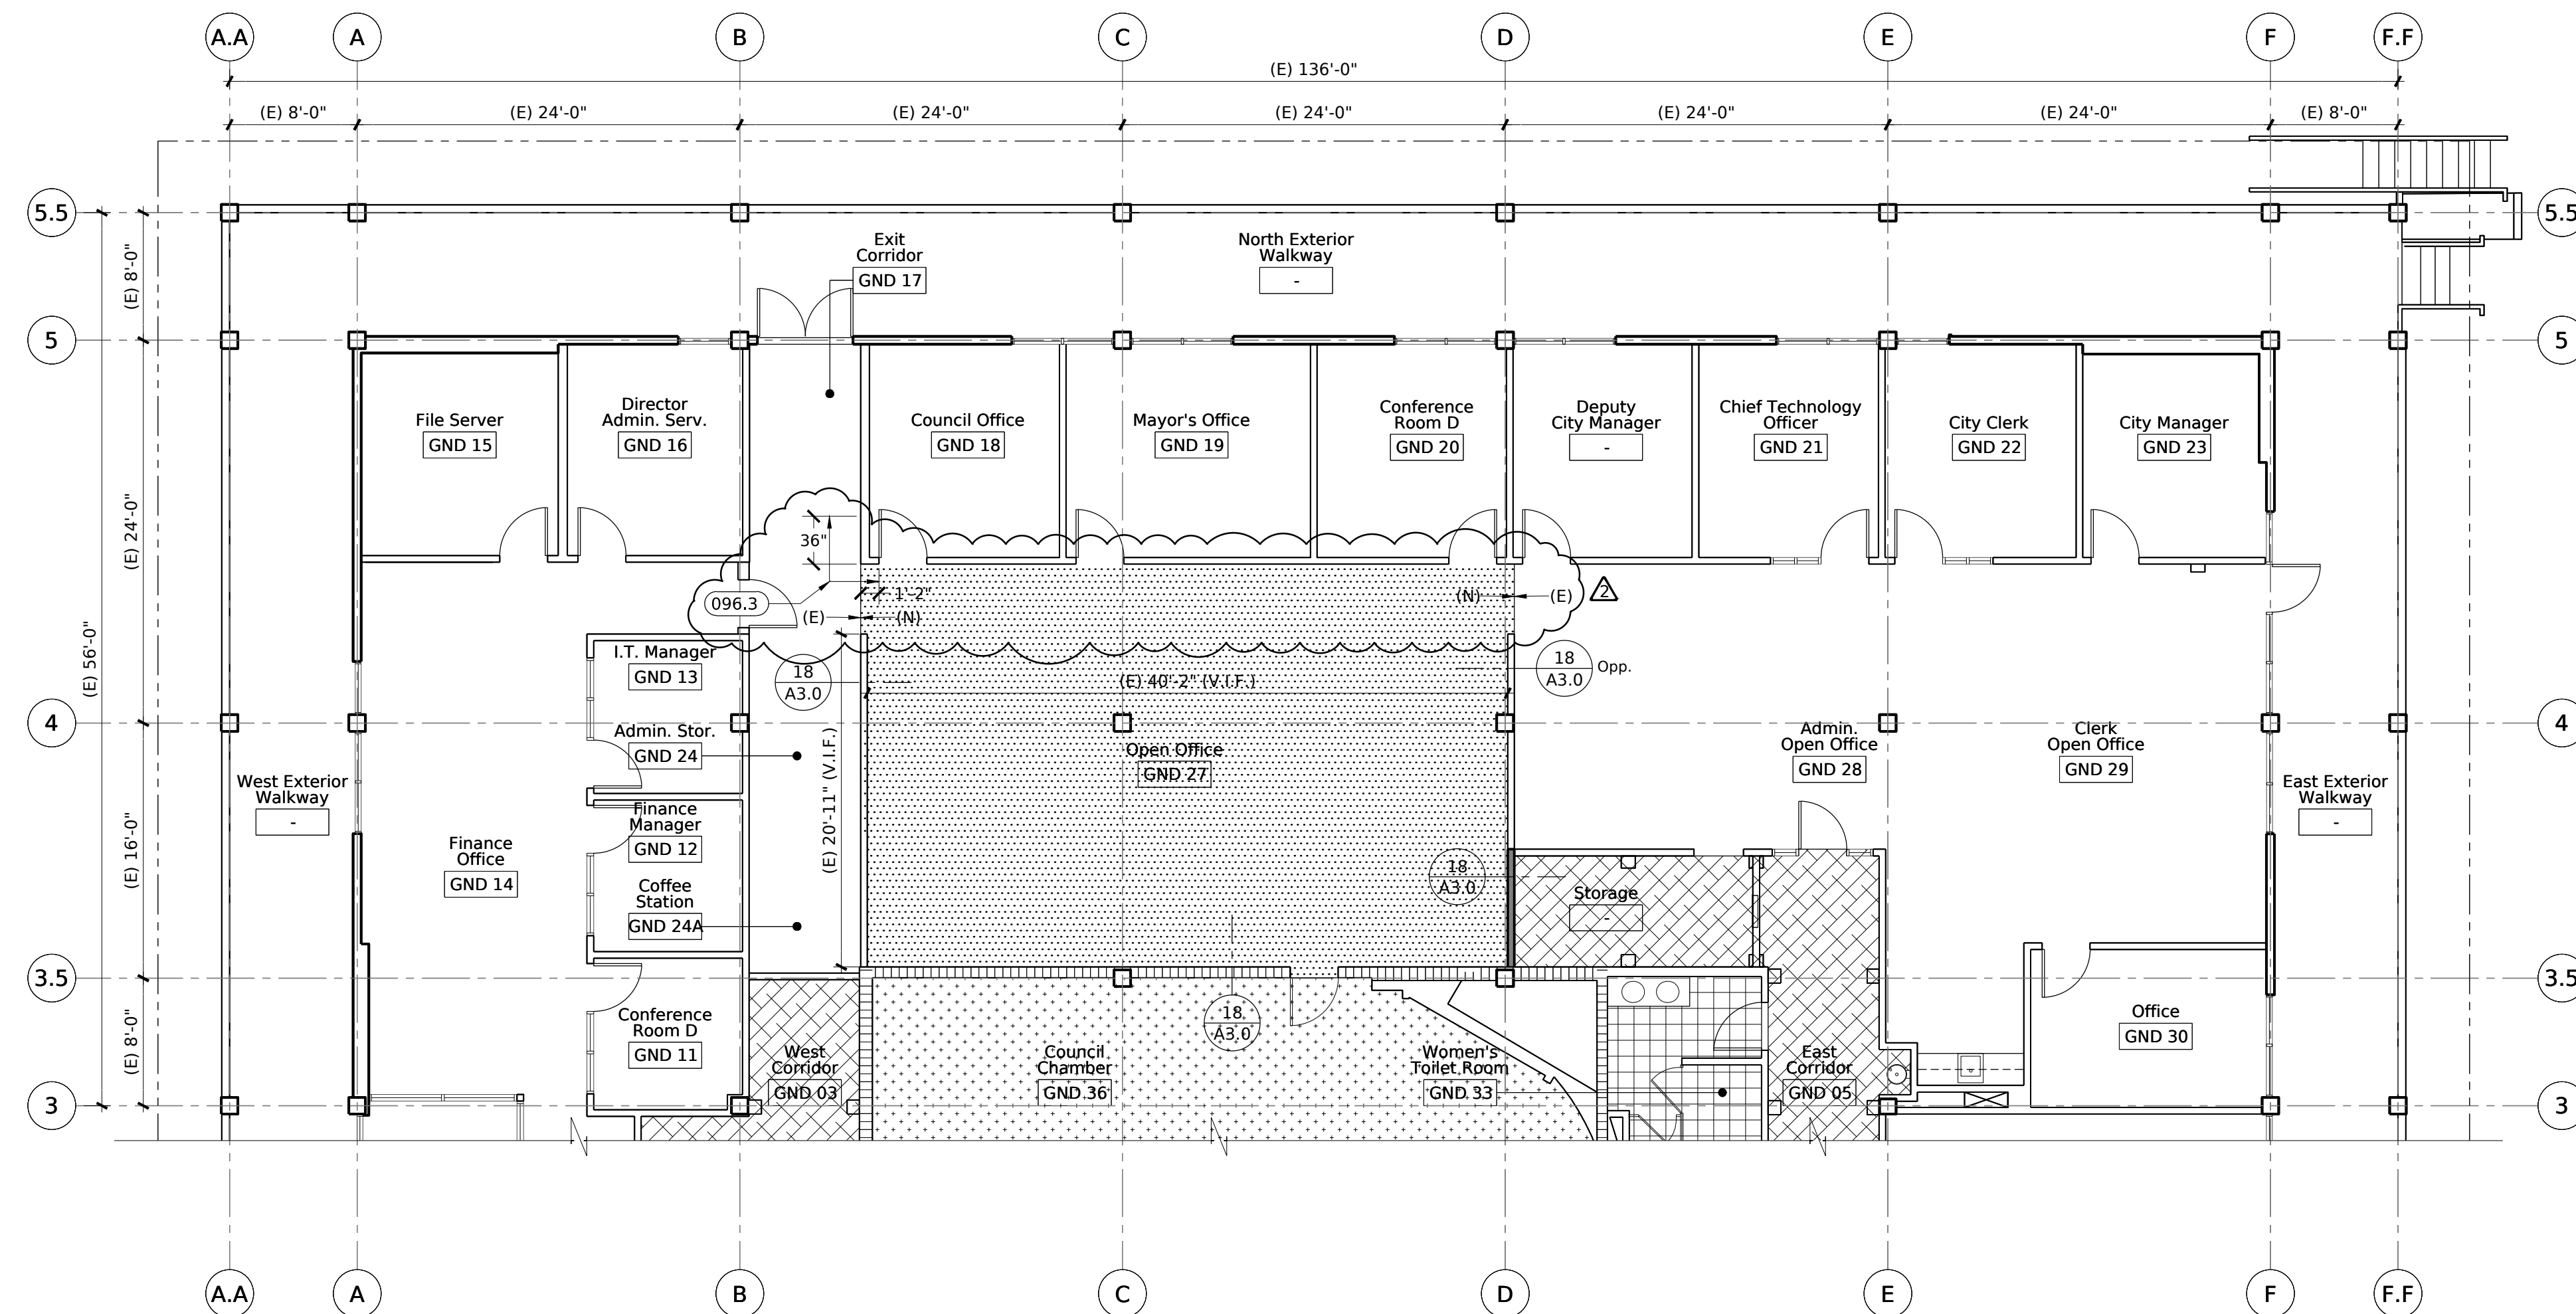 A.A
A
B
C
D
E
F
F.F
(E) 136'-0"
(E) 8'-0"
(E) 24'-0"
(E) 24'-0"
(E) 24'-0"
(E) 24'-0"
(E) 24'-0"
(E) 8'-0"
5.5
5.5
(E) 8'-0"
Exit
Corridor
GND 17
North Exterior
Walkway
-
5
5
File Server
GND 15
Director
Admin. Serv.
GND 16
Council Office
GND 18
Mayor's Office
GND 19
Conference
Room D
GND 20
Deputy
City Manager
-
Chief Technology
Officer
GND 21
City Clerk
GND 22
City Manager
GND 23
(E) 24'-0"
(E) 56'-0"
36"
096.3
1'-2"
(E)
(N)
(N)
(E)
2
I.T. Manager
GND 13
18
A3.0
18
A3.0
Opp.
(E) 40'-2" (V.I.F.)
4
4
Admin. Stor.
GND 24
Open Office
GND 27
Admin.
Open Office
GND 28
Clerk
Open Office
GND 29
West Exterior
Walkway
-
East Exterior
Walkway
-
(E) 20'-11" (V.I.F.)
(E) 16'-0"
Finance
Manager
GND 12
Finance
Office
GND 14
Coffee
Station
GND 24A
18
A3.0
Storage
-
3.5
3.5
(E) 8'-0"
Conference
Room D
GND 11
West
Corridor
GND 03
18
A3.0
Council
Chamber
GND 36
Women's
Toilet Room
GND 33
East
Corridor
GND 05
Office
GND 30
3
3
A.A
A
B
C
D
E
F
F.F